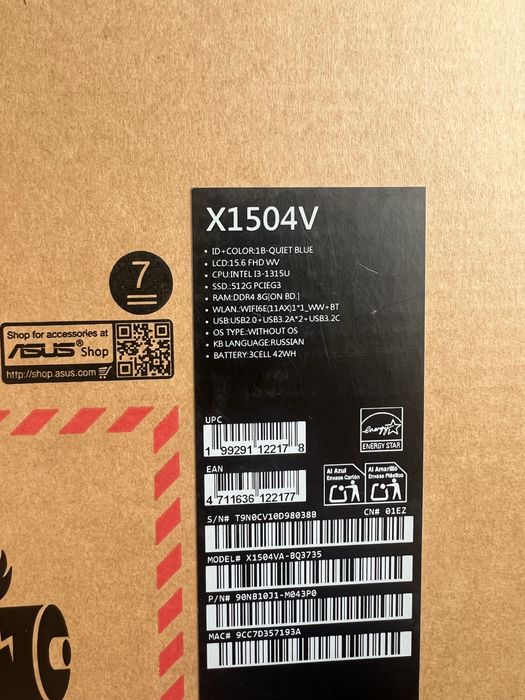 X1504V
• ID+COLOR:1B-QUIET BLUE
• LCD:15.6 FHD WV
• CPU:INTEL I3-1315U
• SSD.:512G PCIEG3
• RAM:DDR4 8G[ON BD.]
• WLAN.:WIFI6E(11AX)1*1_WW+BT
• USB:USB2.0+USB3.2A*2+USB3.2C
• OS TYPE.:WITHOUT OS
• KB LANGUAGE:RUSSIAN
• BATTERY:3CELL 42WH
7
Shop for accessories at
ASUS® Shop
http://shop.asus.com
UPC
1 99291 12217 8
energy
ENERGY STAR
EAN
4 711636 122177
Al Azul
Envase Cartón
Al Amarillo
Envase Plástico
S/N# T9N0CV10D98038B
CN# 01EZ
MODEL# X1504VA-BQ3735
P/N# 90NB10J1-M043P0
MAC# 9CC7D357193A